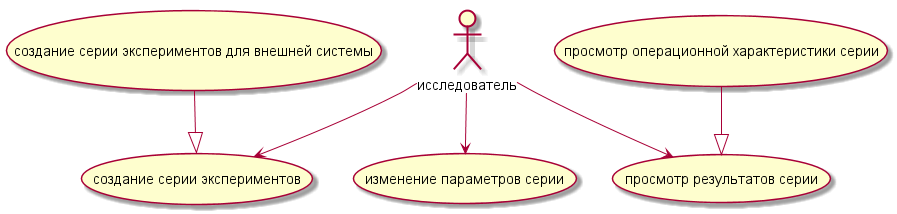 создание серии экспериментов для внешней системы
просмотр операционной характеристики серии
исследователь
создание серии экспериментов
изменение параметров серии
просмотр результатов серии